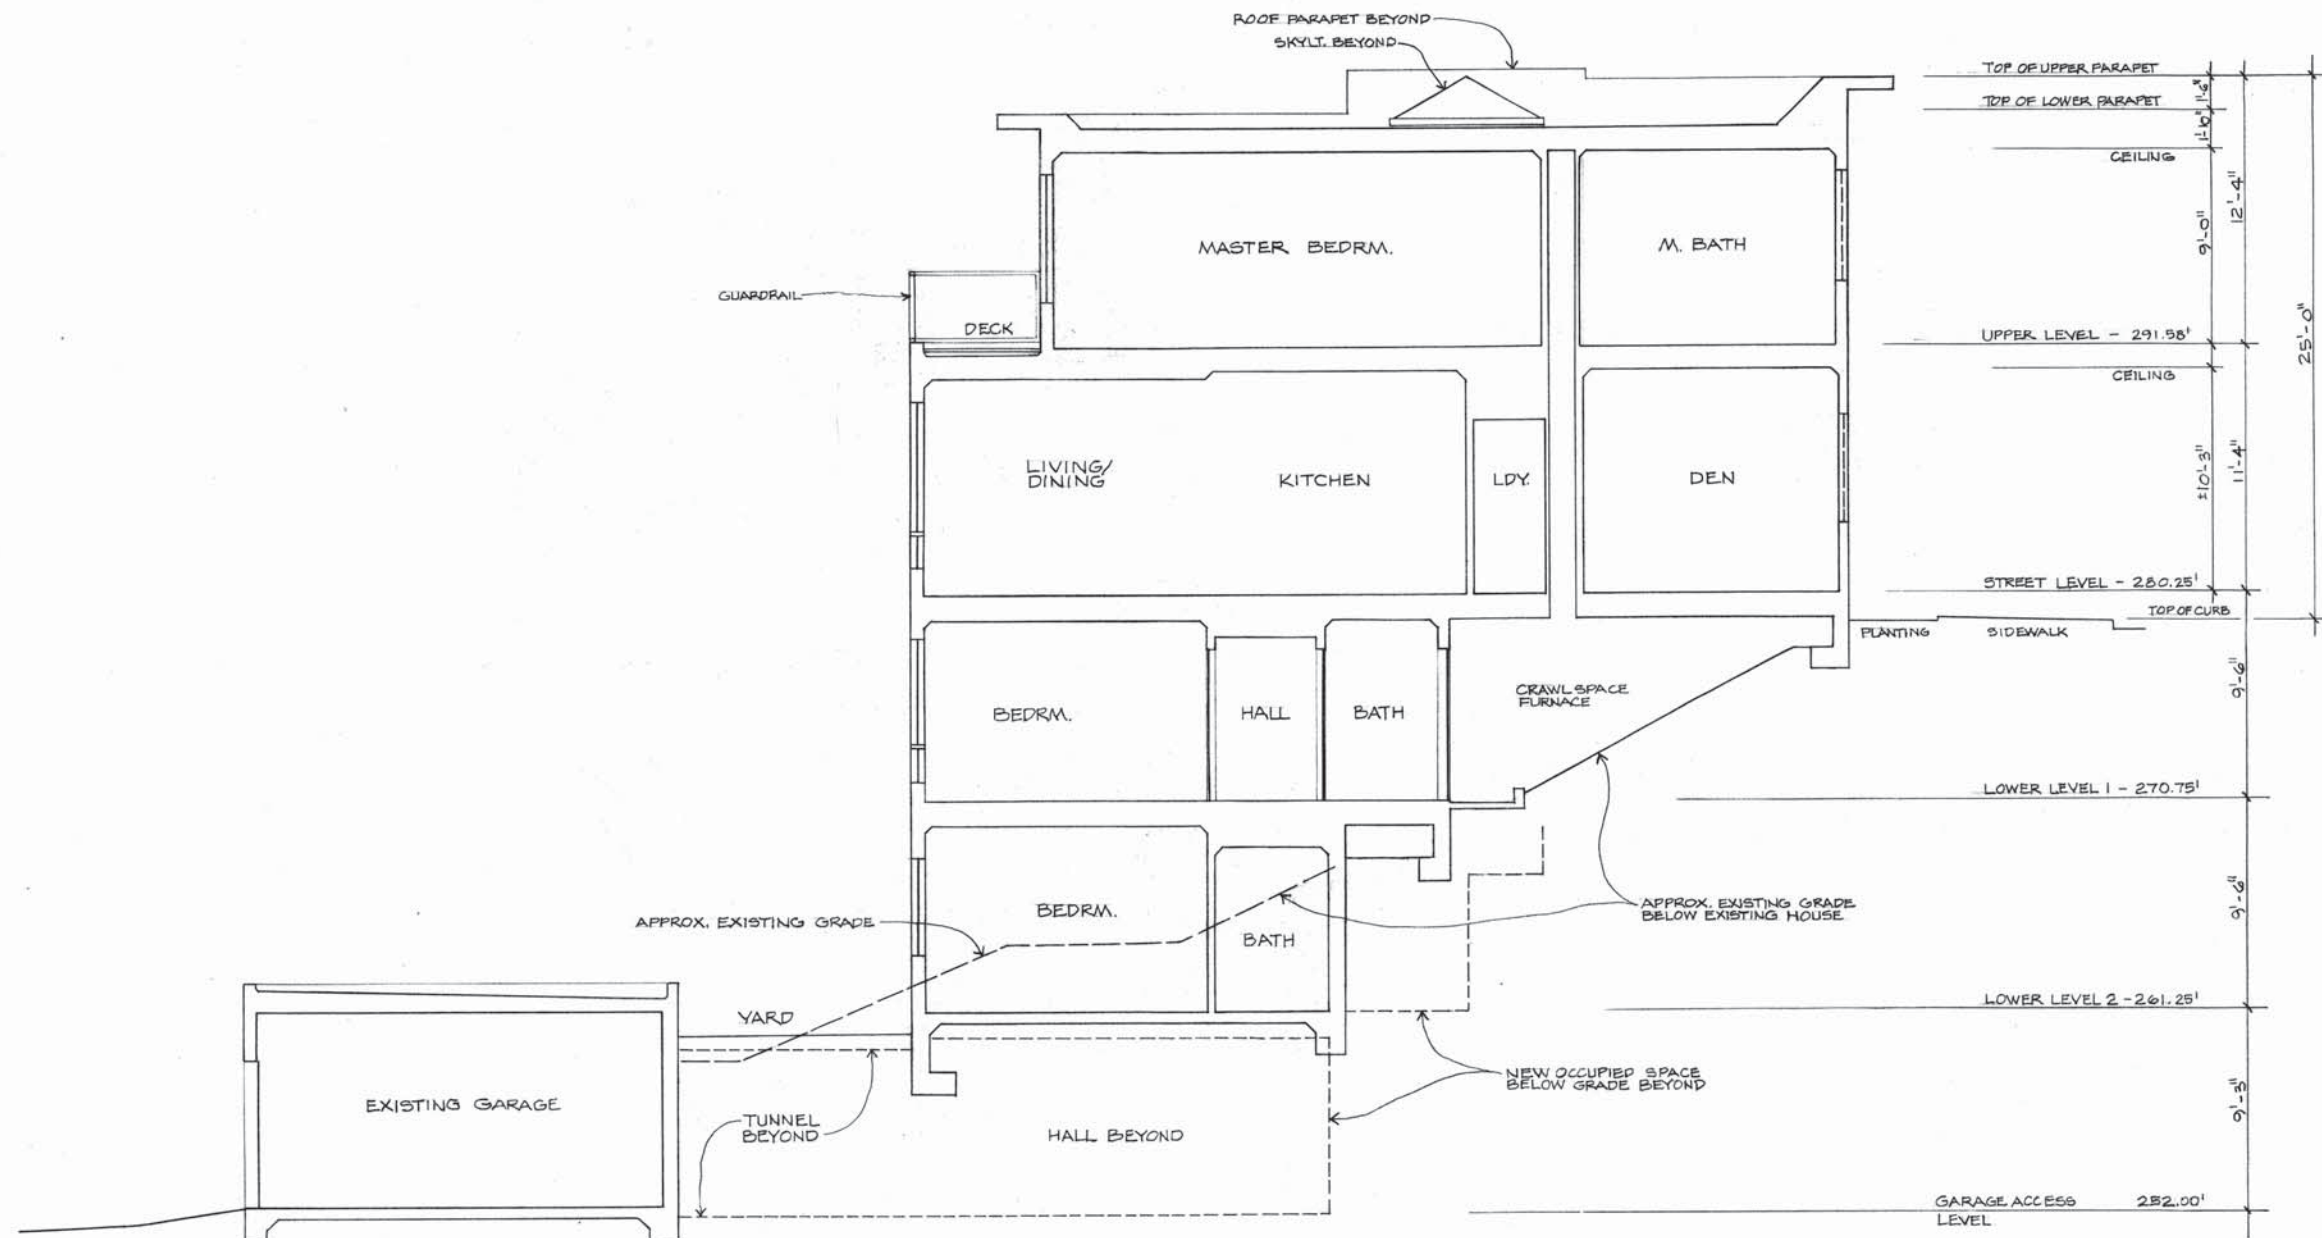 ROOF PARAPET BEYOND
SKYLT. BEYOND
TOP OF UPPER PARAPET
1'-6"
TOP OF LOWER PARAPET
1'-10"
CEILING
12'-4"
9'-0"
MASTER BEDRM.
M. BATH
GUARDRAIL
DECK
UPPER LEVEL - 291.58'
25'-0"
CEILING
LIVING/
DINING
KITCHEN
LDY.
DEN
±10'-3"
11'-4"
STREET LEVEL - 280.25'
TOP OF CURB
PLANTING
SIDEWALK
9'-6"
CRAWL SPACE
FURNACE
BEDRM.
HALL
BATH
LOWER LEVEL 1 - 270.75'
APPROX. EXISTING GRADE
BELOW EXISTING HOUSE
9'-6"
BEDRM.
BATH
APPROX. EXISTING GRADE
LOWER LEVEL 2 - 261.25'
YARD
NEW OCCUPIED SPACE
BELOW GRADE BEYOND
9'-3"
EXISTING GARAGE
TUNNEL
BEYOND
HALL BEYOND
GARAGE ACCESS 252.00'
LEVEL